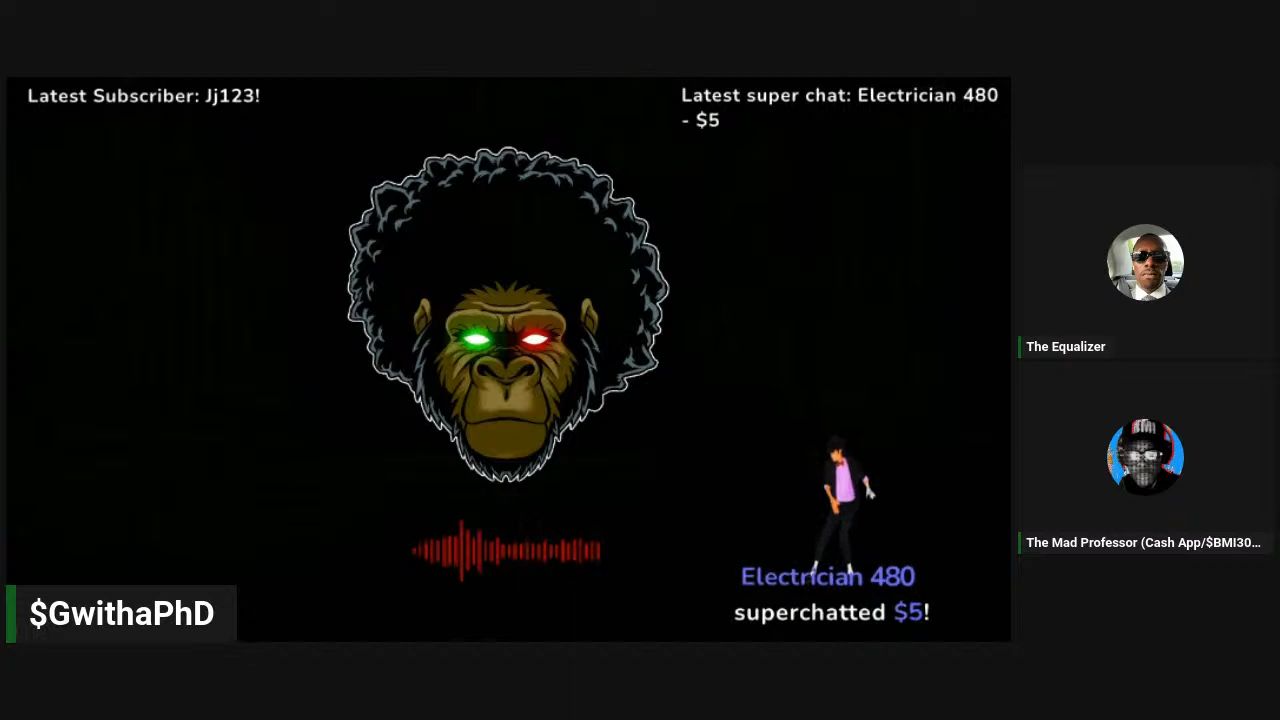 Latest Subscriber: Jj123!
Latest super chat: Electrician 480
- $5
The Equalizer
The Mad Professor (Cash App/$BMI30...
Electrician 480
superchatted $5!
$GwithaPhD